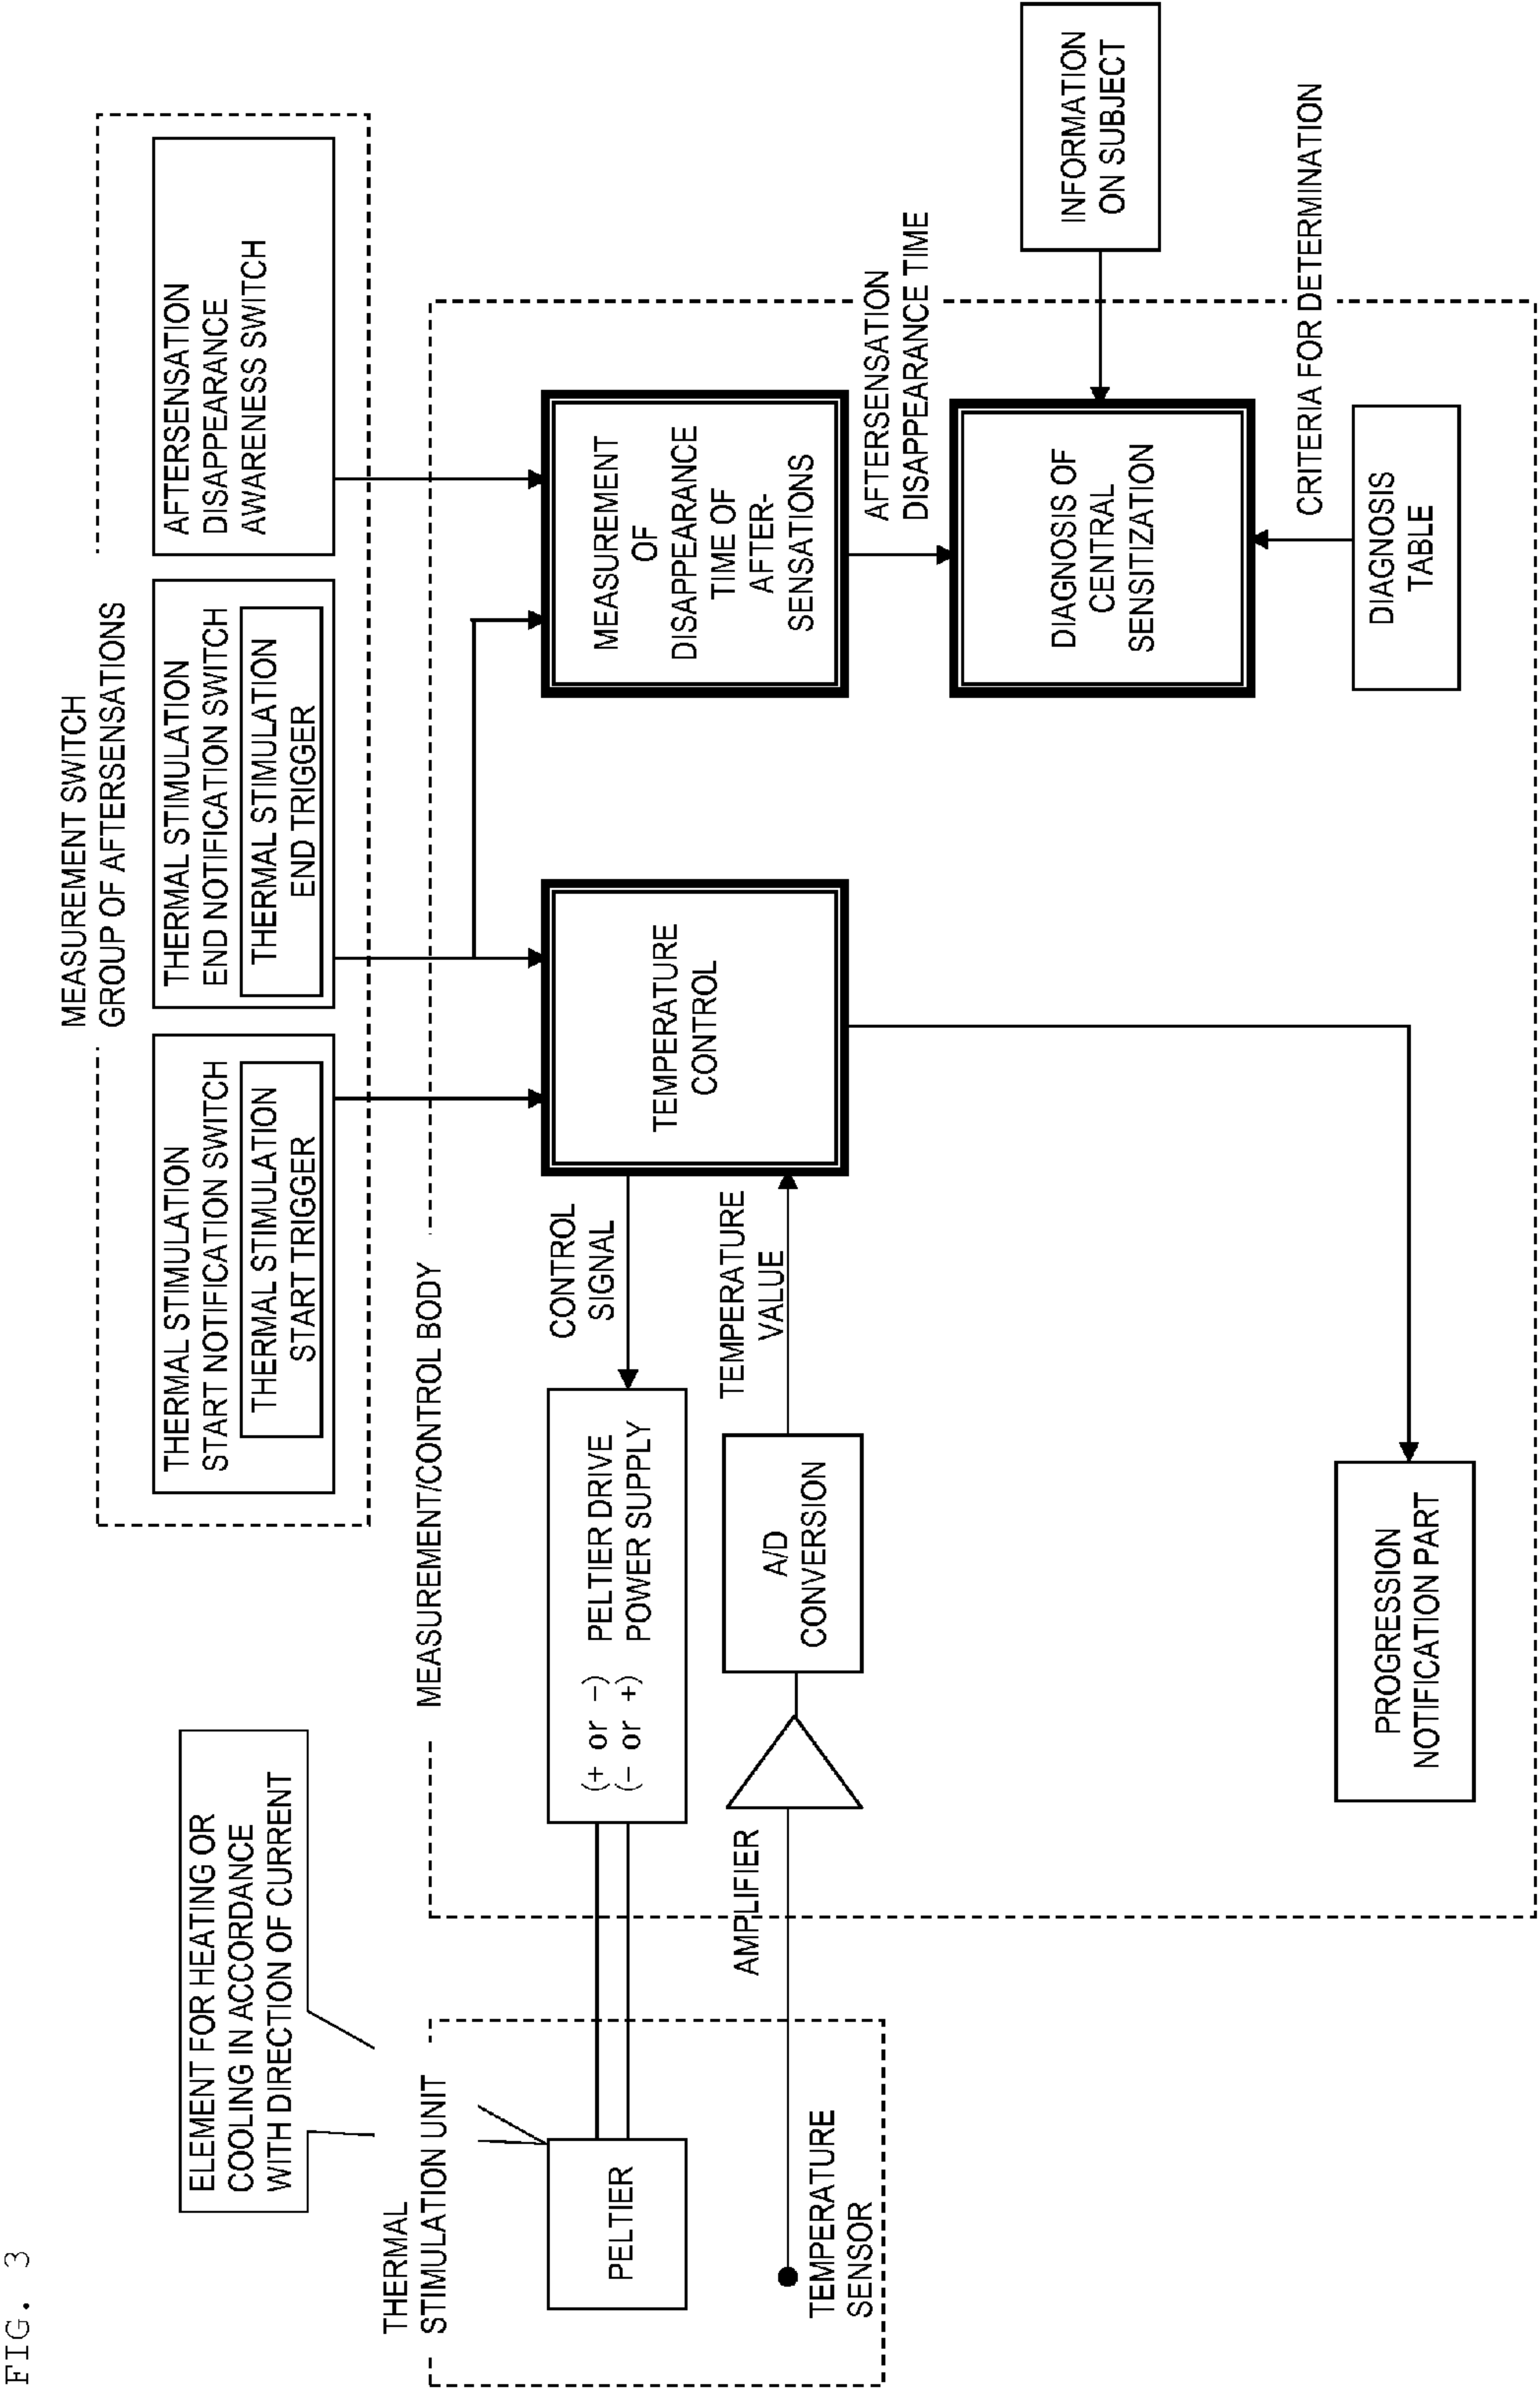 FIG. 3
ELEMENT FOR HEATING OR
COOLING IN ACCORDANCE
WITH DIRECTION OF CURRENT
MEASUREMENT SWITCH
GROUP OF AFTERSENSATIONS
THERMAL STIMULATION
START NOTIFICATION SWITCH
THERMAL STIMULATION
START TRIGGER
THERMAL STIMULATION
END NOTIFICATION SWITCH
THERMAL STIMULATION
END TRIGGER
AFTERSENSATION
DISAPPEARANCE
AWARENESS SWITCH
THERMAL
STIMULATION UNIT
PELTIER
TEMPERATURE
SENSOR
MEASUREMENT/CONTROL BODY
(+ or -)
(- or +)
PELTIER DRIVE
POWER SUPPLY
CONTROL
SIGNAL
AMPLIFIER
A/D
CONVERSION
TEMPERATURE
VALUE
TEMPERATURE
CONTROL
MEASUREMENT
OF
DISAPPEARANCE
TIME OF
AFTER-
SENSATIONS
AFTERSENSATION
DISAPPEARANCE TIME
DIAGNOSIS OF
CENTRAL
SENSITIZATION
INFORMATION
ON SUBJECT
CRITERIA FOR DETERMINATION
DIAGNOSIS
TABLE
PROGRESSION
NOTIFICATION PART